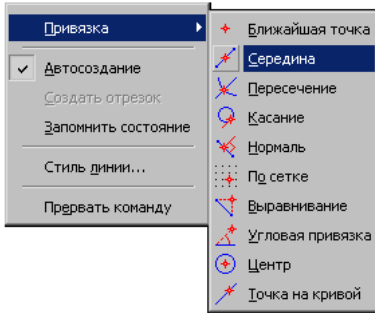 Привязка
Автосоздание
Создать отрезок
Запомнить состояние
Стиль линии...
Прервать команду
Ближайшая точка
Середина
Пересечение
Касание
Нормаль
По сетке
Выравнивание
Угловая привязка
Центр
Точка на кривой